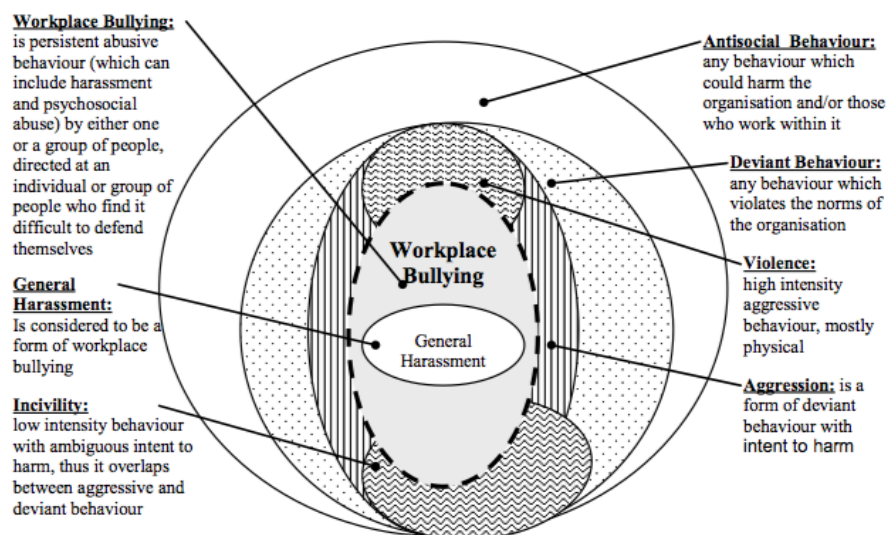 Workplace Bullying:
is persistent abusive
behaviour (which can
include harassment
and psychosocial
abuse) by either one
or a group of people,
directed at an
individual or group of
people who find it
difficult to defend
themselves
General
Harassment:
Is considered to be a
form of workplace
bullying
Incivility:
low intensity behaviour
with ambiguous intent to
harm, thus it overlaps
between aggressive and
deviant behaviour
Workplace
Bullying
General
Harassment
Antisocial Behaviour:
any behaviour which
could harm the
organisation and/or those
who work within it
Deviant Behaviour:
any behaviour which
violates the norms of
the organisation
Violence:
high intensity
aggressive
behaviour, mostly
physical
Aggression: is a
form of deviant
behaviour with
intent to harm